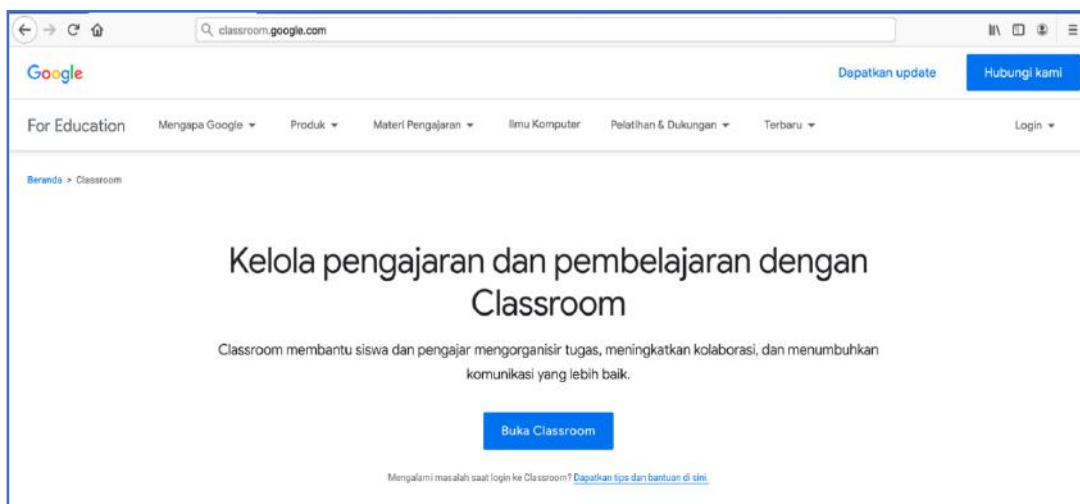 classroom.google.com
Google
Dapatkan update
Hubungi kami
For Education
Mengapa Google
Produk
Materi Pengajaran
Ilmu Komputer
Pelatihan & Dukungan
Terbaru
Login
Beranda > Classroom
Kelola pengajaran dan pembelajaran dengan
Classroom
Classroom membantu siswa dan pengajar mengorganisir tugas, meningkatkan kolaborasi, dan menumbuhkan
komunikasi yang lebih baik.
Buka Classroom
Mengalami masalah saat login ke Classroom? Dapatkan tips dan bantuan di sini.